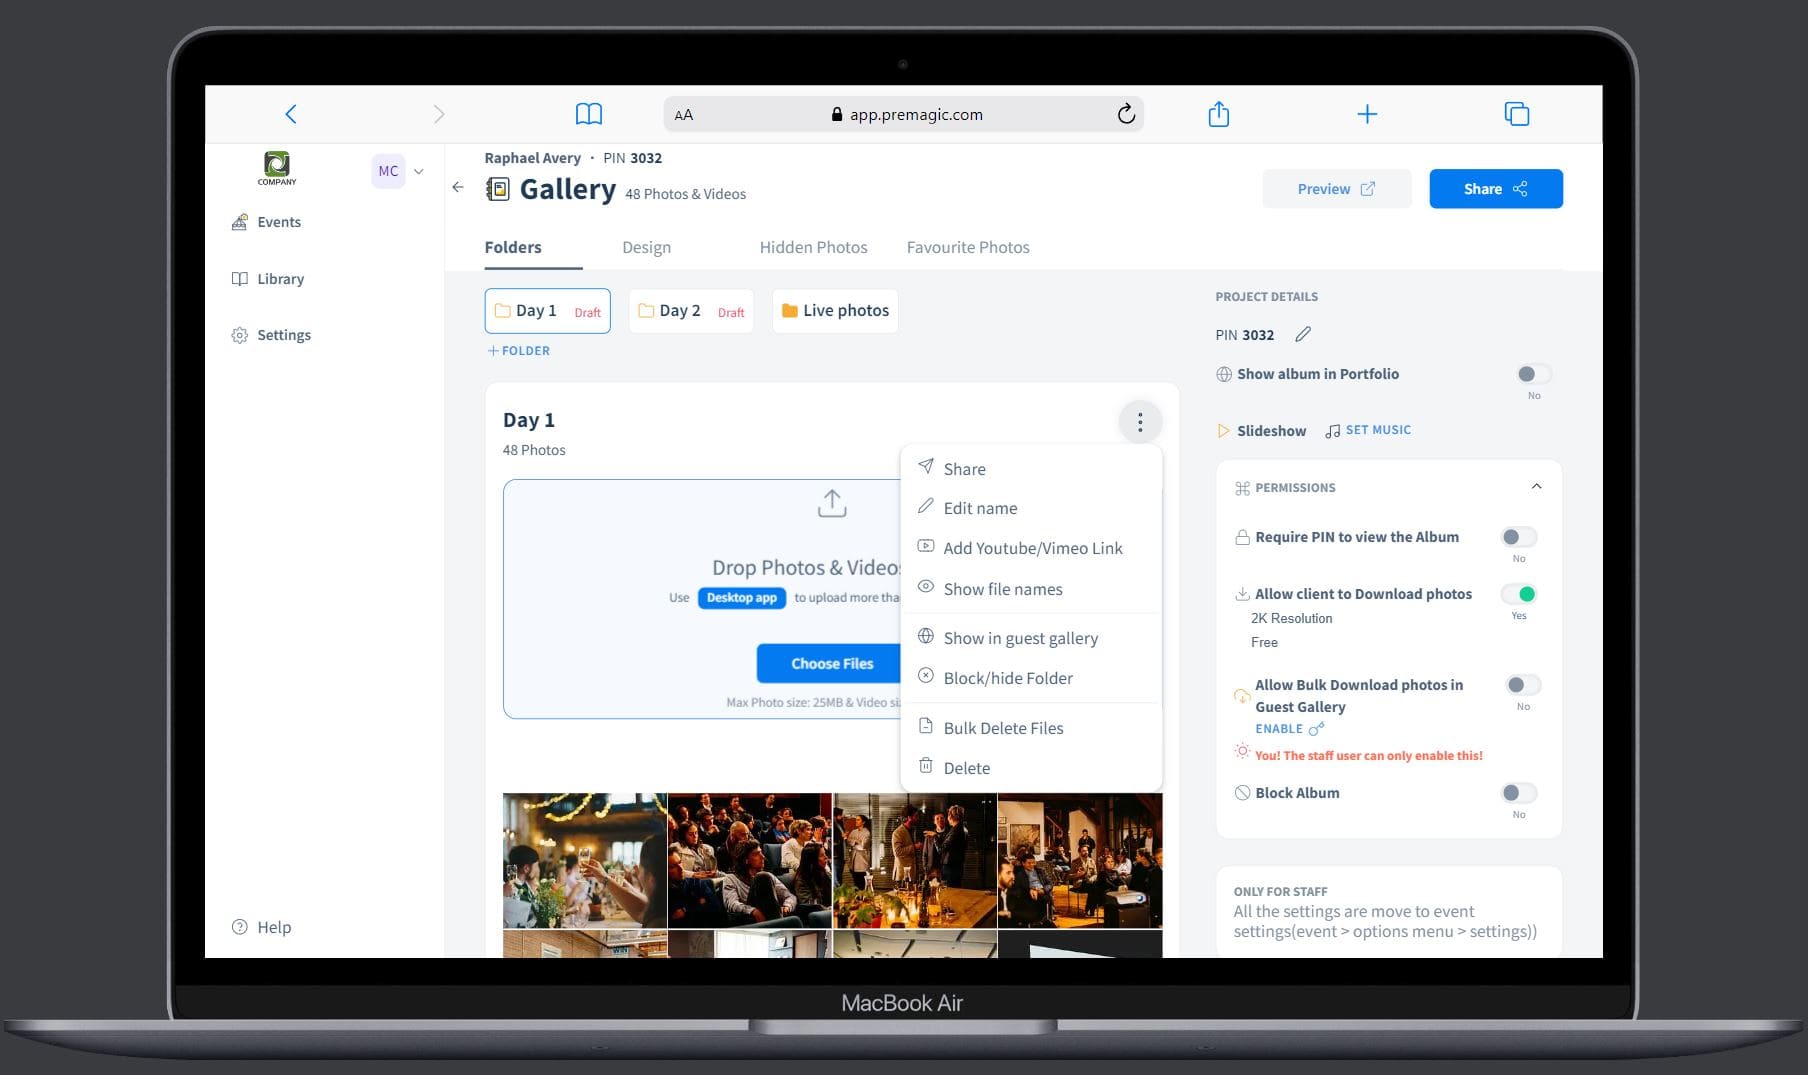 AA
app.premagic.com
COMPANY
MC
Events
Library
Settings
Help
Raphael Avery · PIN 3032
Gallery 48 Photos & Videos
Preview
Share
Folders
Design
Hidden Photos
Favourite Photos
Day 1 Draft
Day 2 Draft
Live photos
+ FOLDER
Day 1
48 Photos
Drop Photos & Videos
Use Desktop app to upload more
Choose Files
Max Photo size: 25MB & Video
Share
Edit name
Add Youtube/Vimeo Link
Show file names
Show in guest gallery
Block/hide Folder
Bulk Delete Files
Delete
PROJECT DETAILS
PIN 3032
Show album in Portfolio
No
Slideshow
SET MUSIC
PERMISSIONS
Require PIN to view the Album
No
Allow client to Download photos
Yes
2K Resolution
Free
Allow Bulk Download photos in
Guest Gallery
No
ENABLE
You! The staff user can only enable this!
Block Album
No
ONLY FOR STAFF
All the settings are move to event
settings(event > options menu > settings))
MacBook Air